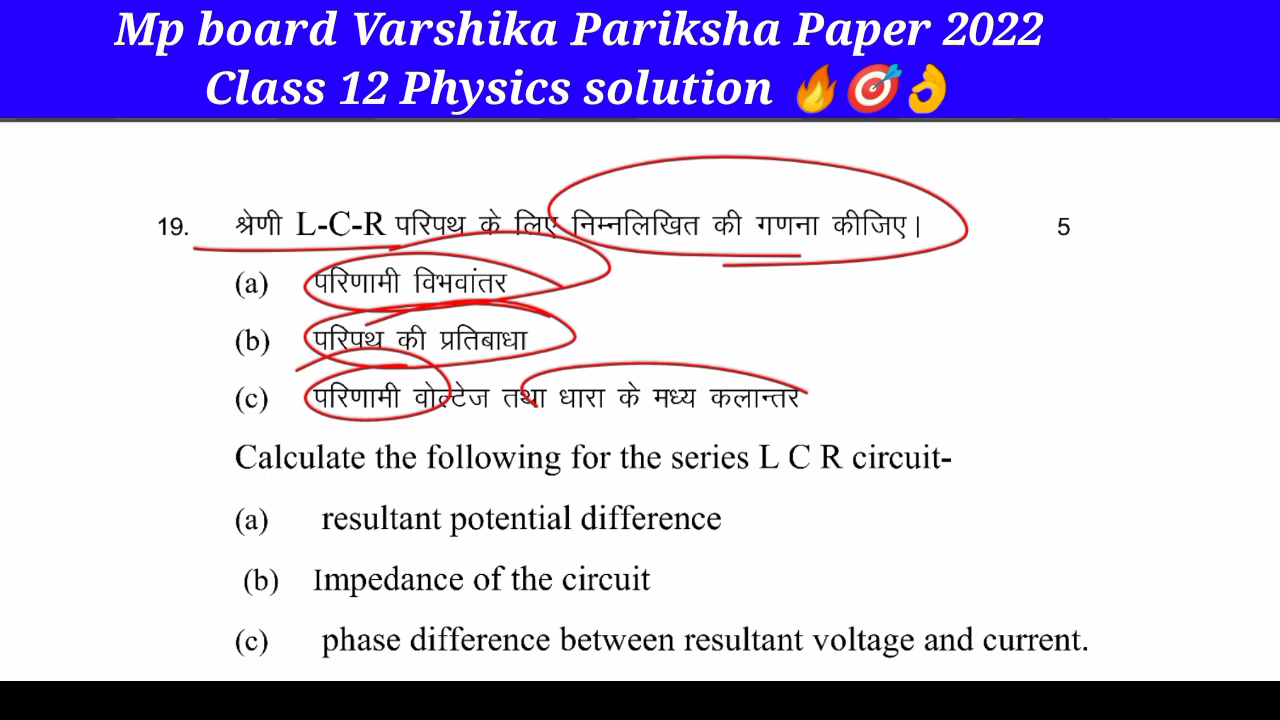 Mp board Varshika Pariksha Paper 2022
Class 12 Physics solution 🔥🎯👌
19. श्रेणी L-C-R परिपथ के लिए निम्नलिखित की गणना कीजिए। 5
(a) परिणामी विभवांतर
(b) परिपथ की प्रतिबाधा
(c) परिणामी वोल्टेज तथा धारा के मध्य कलान्तर
Calculate the following for the series L C R circuit-
(a) resultant potential difference
(b) Impedance of the circuit
(c) phase difference between resultant voltage and current.